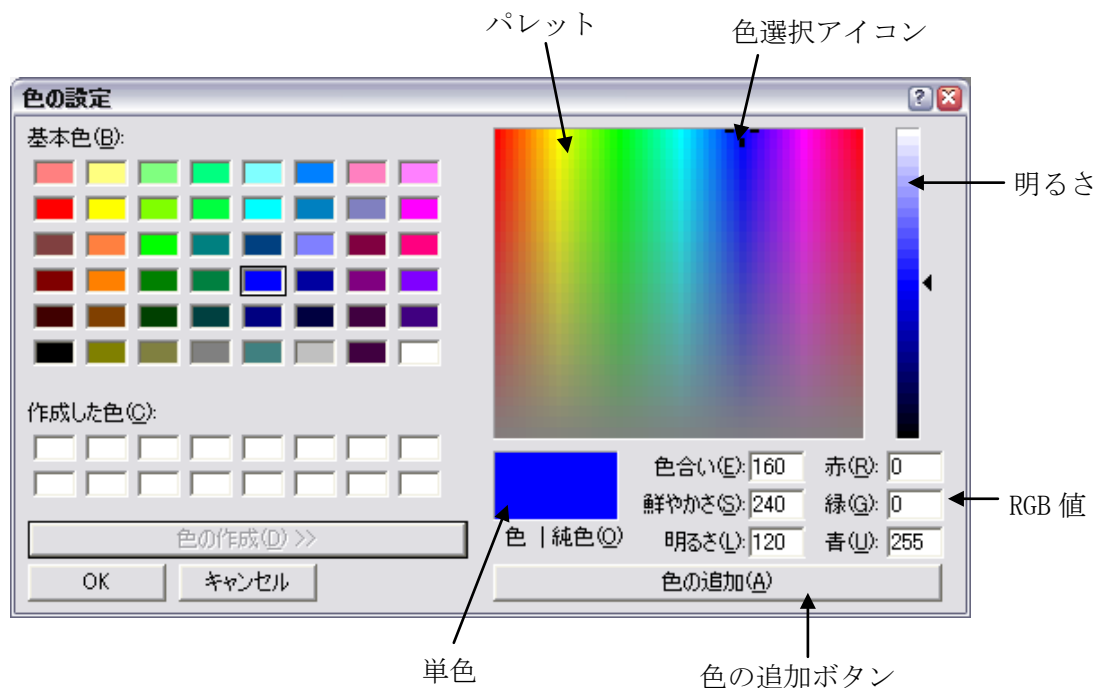 パレット
色選択アイコン
色の設定
基本色(B):
明るさ
作成した色(C):
色の作成(D) >>
OK キャンセル
色 | 純色(O)
色合い(E): 160 赤(R): 0
鮮やかさ(S): 240 緑(G): 0
明るさ(L): 120 青(U): 255
RGB 値
色の追加(A)
単色
色の追加ボタン